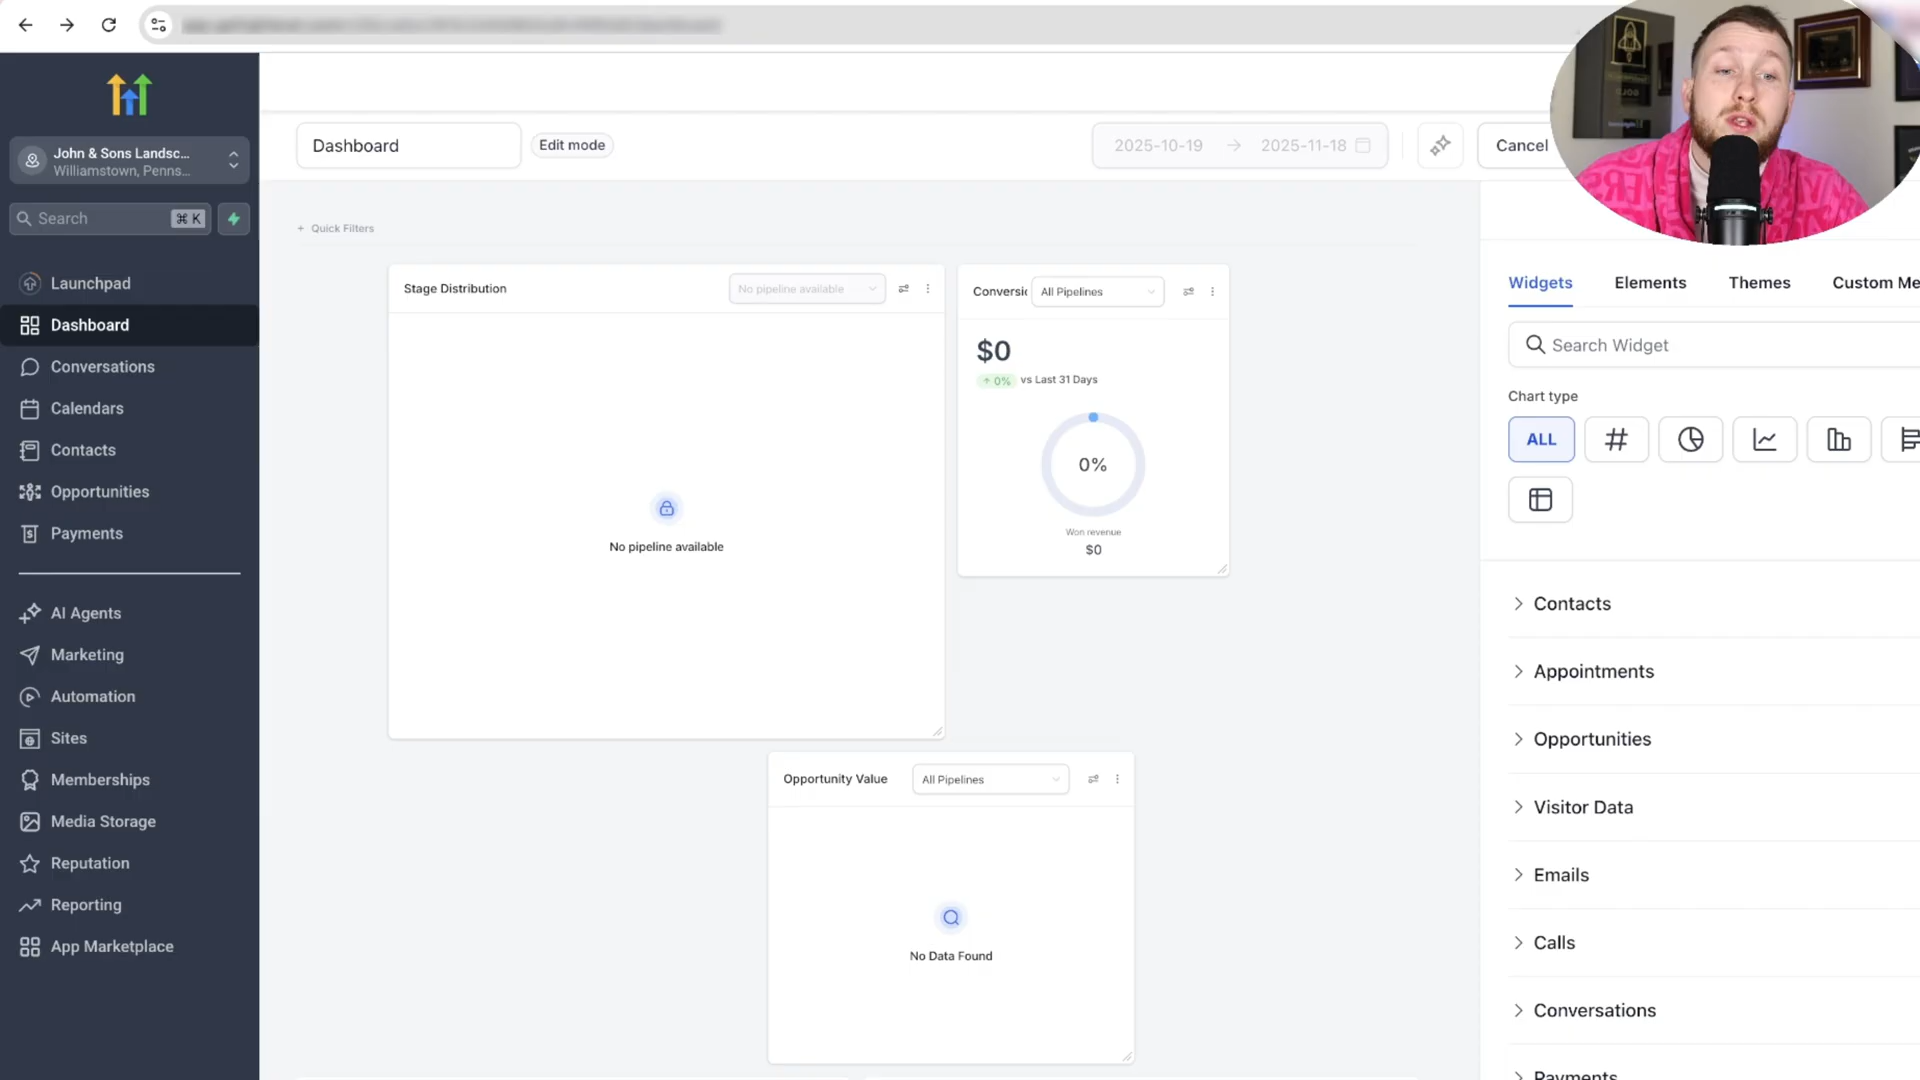 John & Sons Landsc...
Williamstown, Penns...
Search
⌘ K
Launchpad
Dashboard
Conversations
Calendars
Contacts
Opportunities
Payments
AI Agents
Marketing
Automation
Sites
Memberships
Media Storage
Reputation
Reporting
App Marketplace
Dashboard
Edit mode
2025-10-19 → 2025-11-18
Cancel
+ Quick Filters
Stage Distribution
No pipeline available
No pipeline available
Conversic
All Pipelines
$0
↑ 0% vs Last 31 Days
0%
Won revenue
$0
Opportunity Value
All Pipelines
No Data Found
Widgets
Elements
Themes
Custom Me
Search Widget
Chart type
ALL
Contacts
Appointments
Opportunities
Visitor Data
Emails
Calls
Conversations
Payments
GOLD